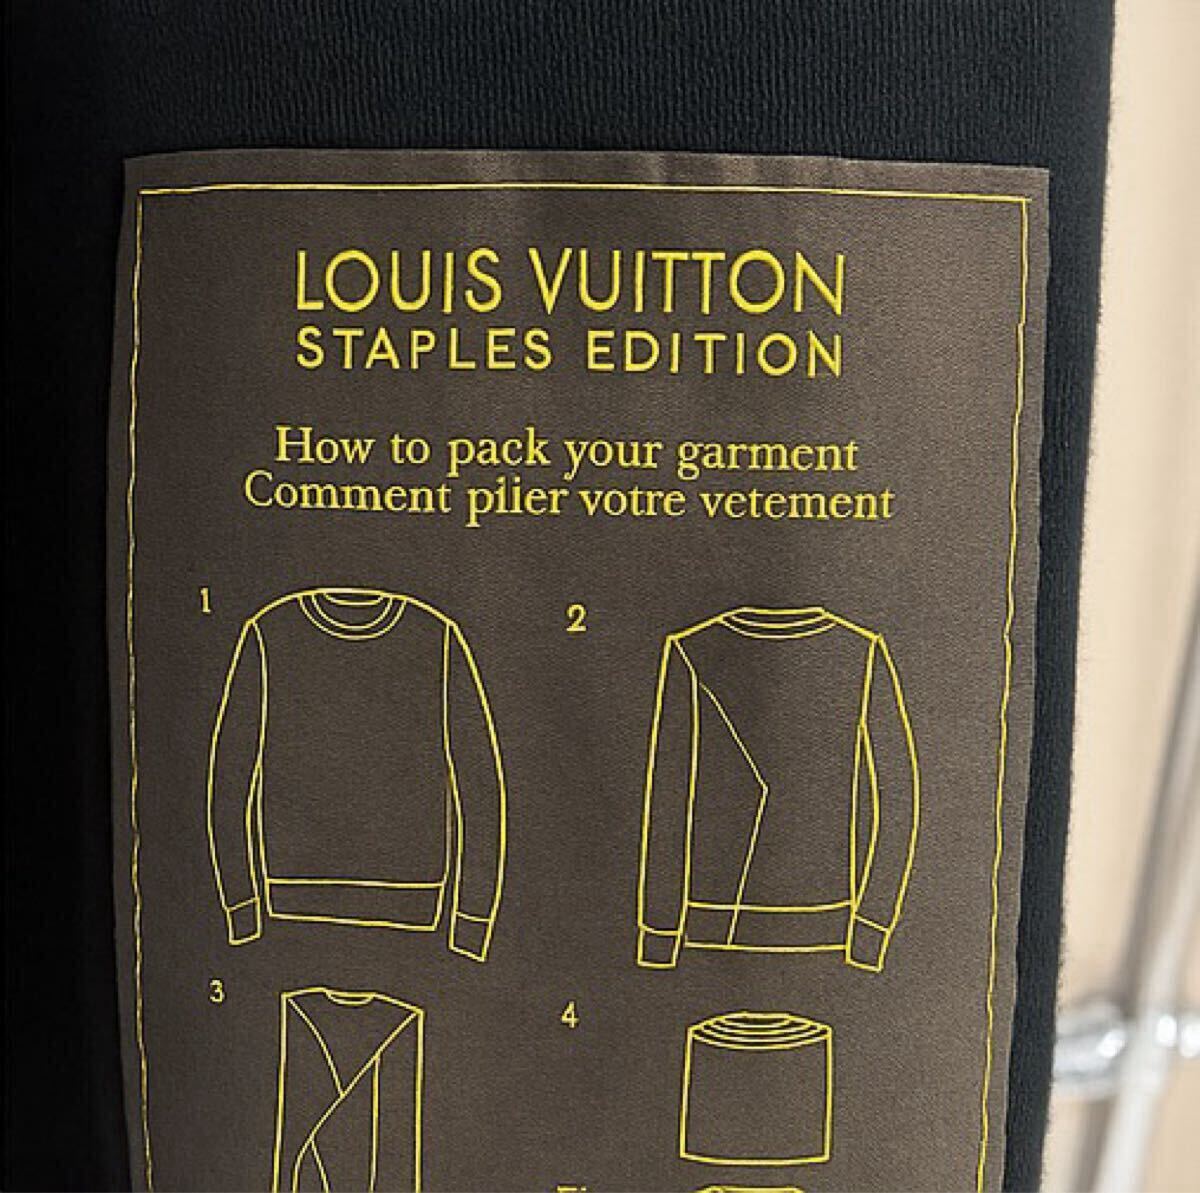 LOUIS VUITTON
STAPLES EDITION
How to pack your garment
Comment plier votre vetement
1
2
3
4